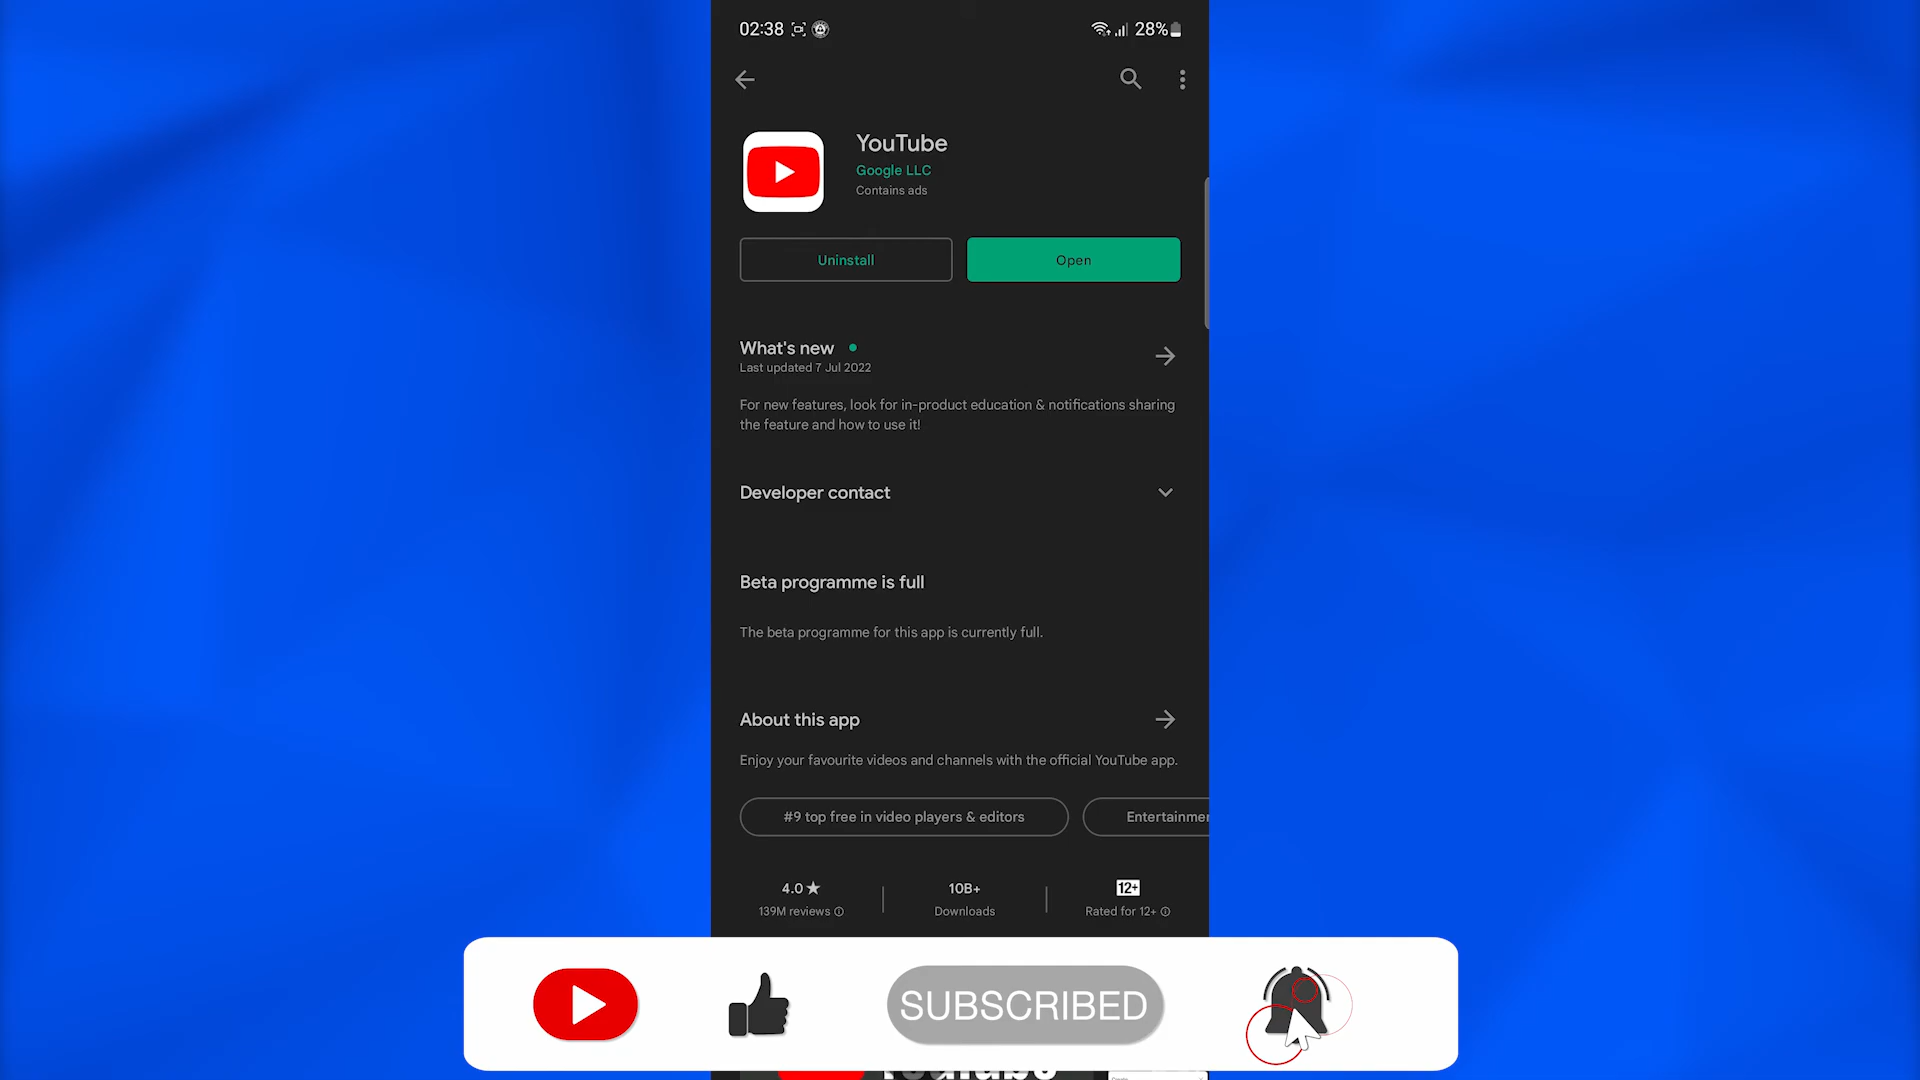 02:38
28%
YouTube
Google LLC
Contains ads
Uninstall
Open
What's new
Last updated 7 Jul 2022
For new features, look for in-product education & notifications sharing
the feature and how to use it!
Developer contact
Beta programme is full
The beta programme for this app is currently full.
About this app
Enjoy your favourite videos and channels with the official YouTube app.
#9 top free in video players & editors
Entertainmen
4.0★
10B+
12+
139M reviews
Downloads
Rated for 12+
SUBSCRIBED